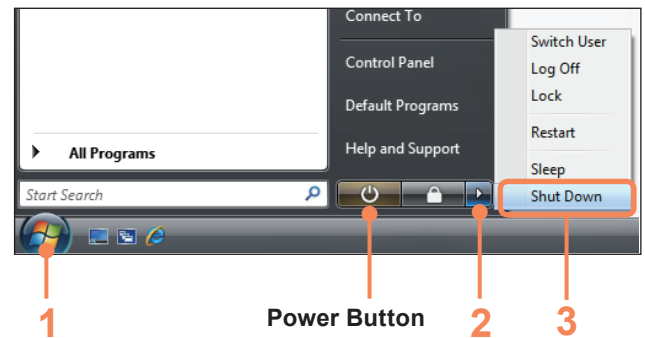 Connect To
Control Panel
Default Programs
Help and Support
All Programs
Start Search
Switch User
Log Off
Lock
Restart
Sleep
Shut Down
1
Power Button
2
3